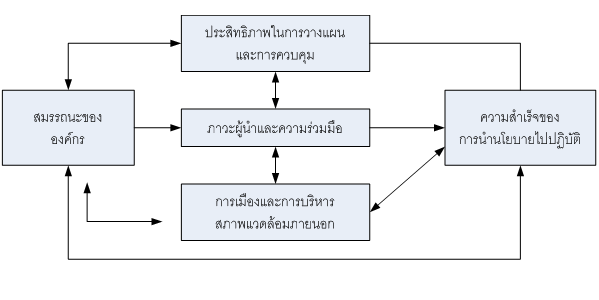 ประสิทธิภาพในการวางแผน
และการควบคุม
สมรรถนะของ
องค์กร
ภาวะผู้นำและความร่วมมือ
ความสำเร็จของ
การนำนโยบายไปปฏิบัติ
การเมืองและการบริหาร
สภาพแวดล้อมภายนอก